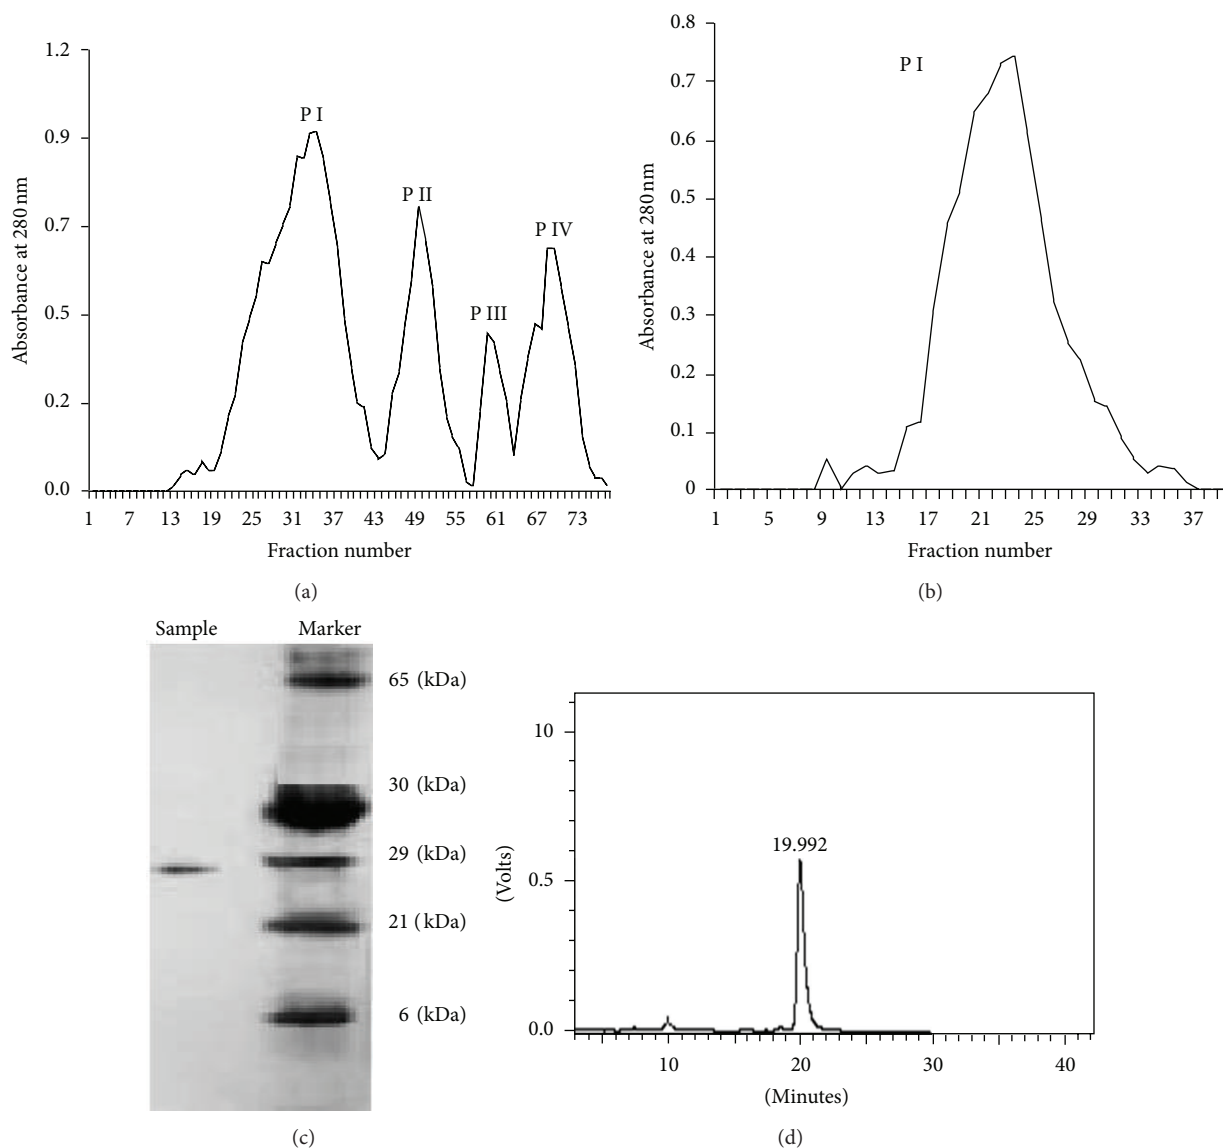 1.2
0.9
0.7
0.5
0.2
0.0
Absorbance at 280 nm
P I
P II
P III
P IV
1 7 13 19 25 31 37 43 49 55 61 67 73
Fraction number
(a)
0.8
0.7
0.6
0.5
0.4
0.3
0.2
0.1
0
Absorbance at 280 nm
P I
1 5 9 13 17 21 25 29 33 37
Fraction number
(b)
Sample Marker
65 (kDa)
30 (kDa)
29 (kDa)
21 (kDa)
6 (kDa)
(c)
10
0.5
0.0
(Volts)
19.992
10 20 30 40
(Minutes)
(d)